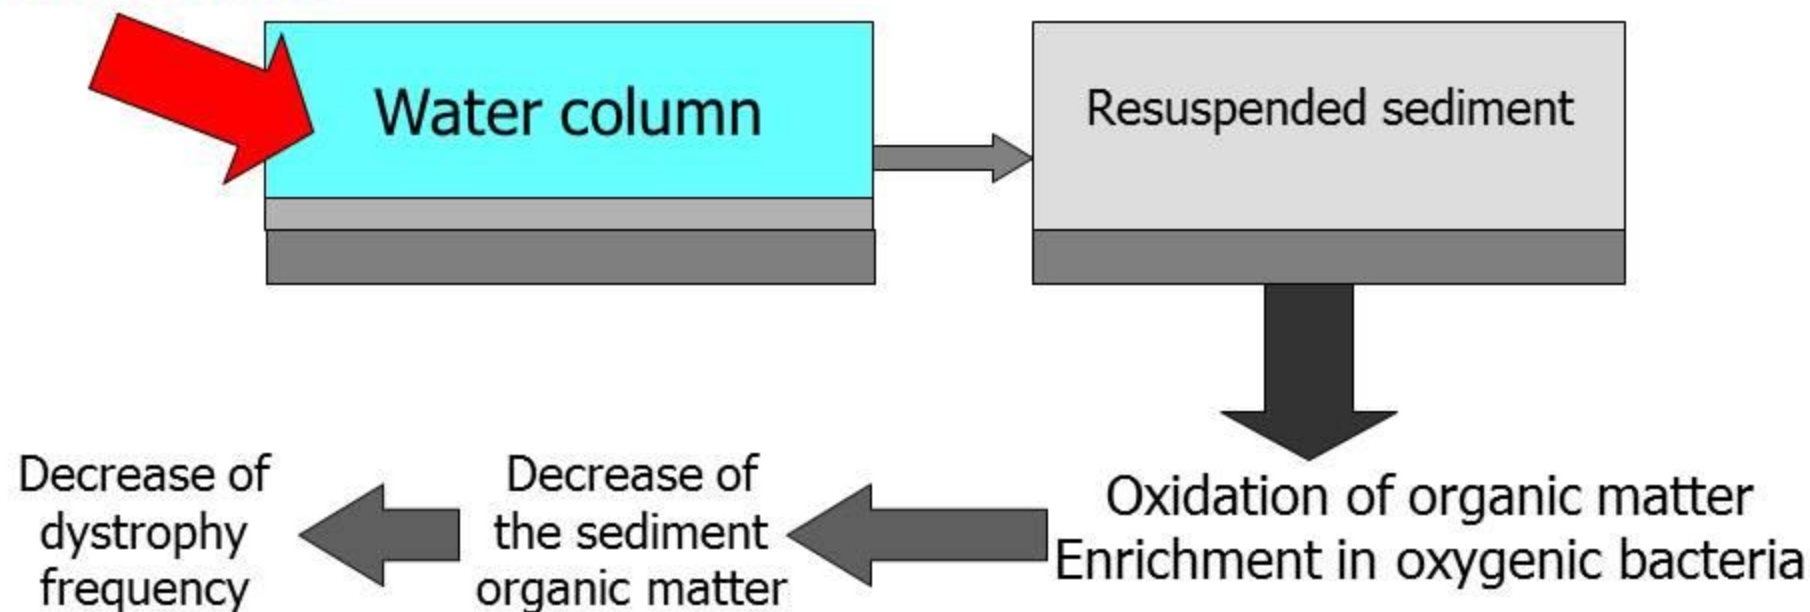 Water column
Resuspended sediment
Oxidation of organic matter
Enrichment in oxygenic bacteria
Decrease of
the sediment
organic matter
Decrease of
dystrophy
frequency